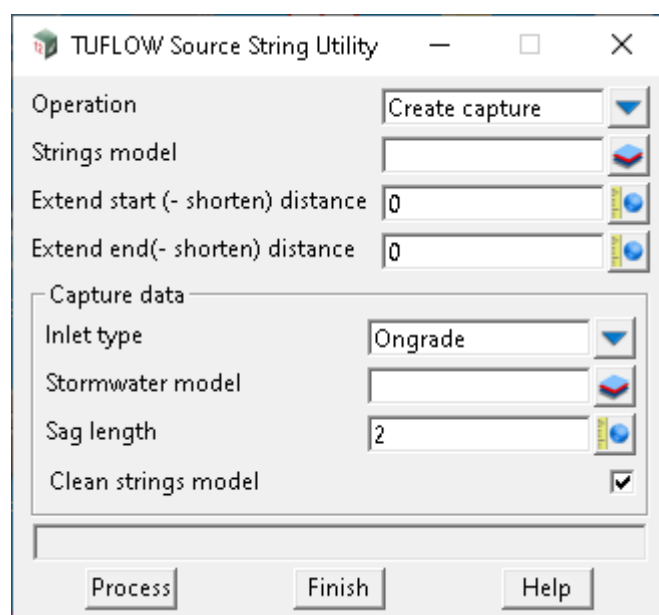 TUFLOW Source String Utility
Operation Create capture
Strings model
Extend start (- shorten) distance 0
Extend end(- shorten) distance 0
Capture data
Inlet type Ongrade
Stormwater model
Sag length 2
Clean strings model
Process Finish Help